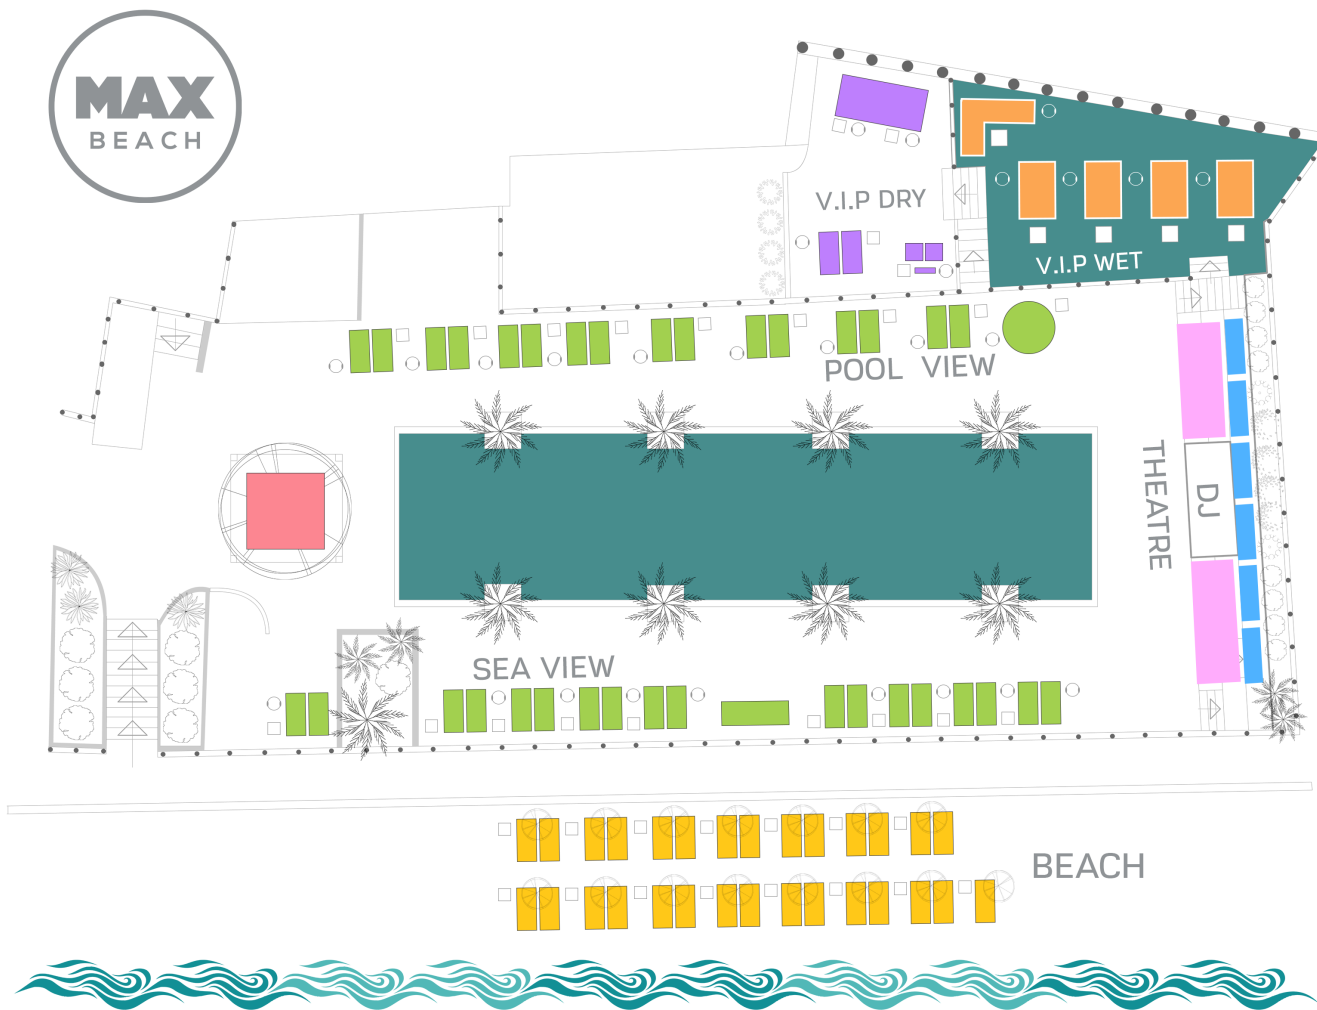 MAX
BEACH
V.I.P DRY
V.I.P WET
POOL VIEW
THEATRE
DJ
SEA VIEW
BEACH